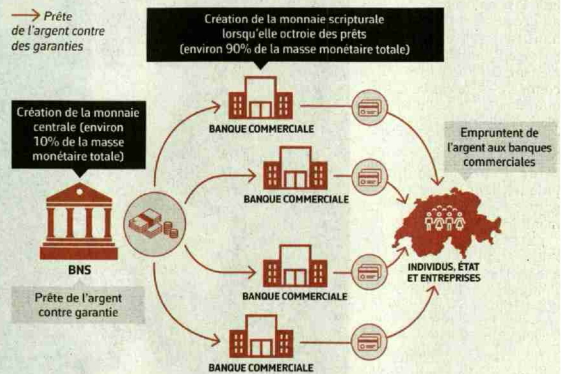 Prête
de l'argent contre
des garanties
Création de la monnaie scripturale
lorsqu'elle octroie des prêts
(environ 90% de la masse monétaire totale)
Création de la monnaie
centrale (environ
10% de la masse
monétaire totale)
BANQUE COMMERCIALE
BANQUE COMMERCIALE
Empruntent de
l'argent aux banques
commerciales
BNS
INDIVIDUS, ÉTAT
ET ENTREPRISES
Prête de l'argent
contre garantie
BANQUE COMMERCIALE
BANQUE COMMERCIALE